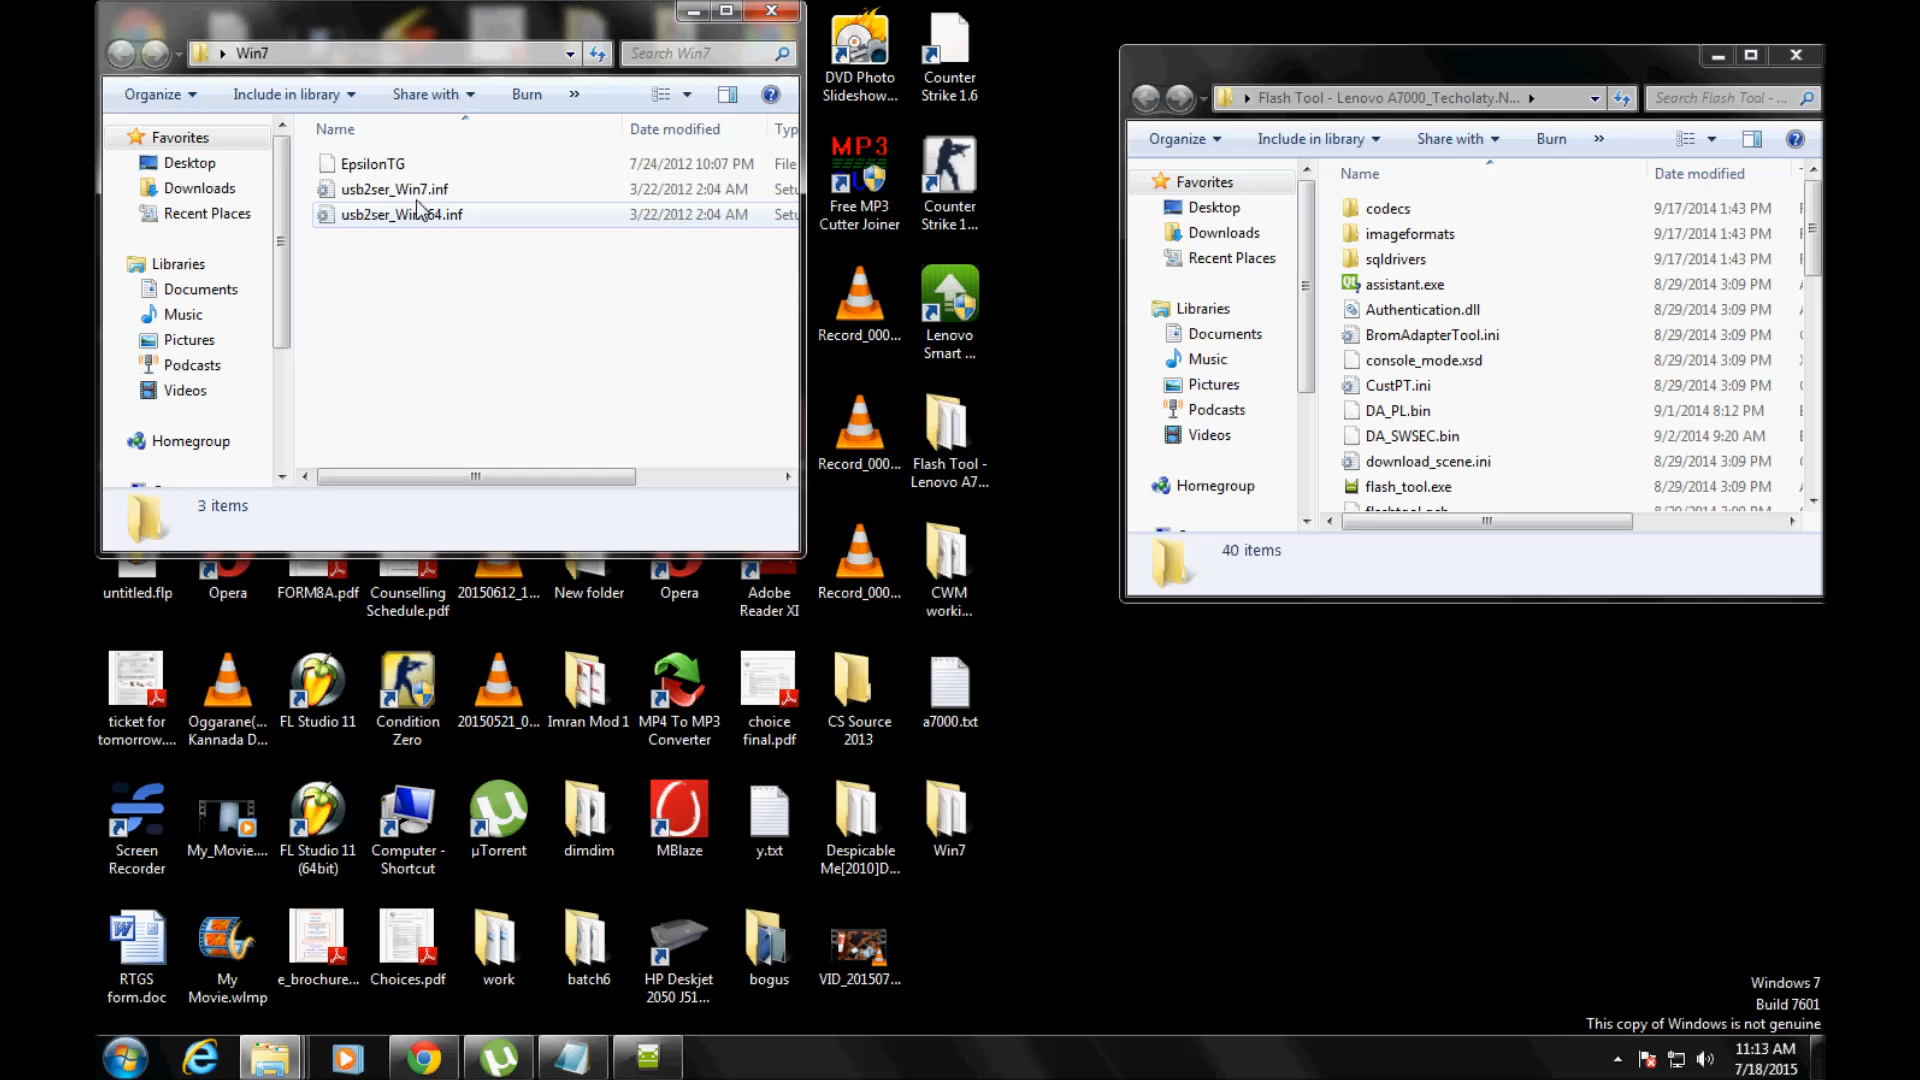 Win7
Search Win7
Organize
Include in library
Share with
Burn
»
Name
Date modified
Typ
Favorites
Desktop
Downloads
Recent Places
Libraries
Documents
Music
Pictures
Podcasts
Videos
Homegroup
EpsilonTG
7/24/2012 10:07 PM
File
usb2ser_Win7.inf
3/22/2012 2:04 AM
Setu
3/22/2012 2:04 AM
Setu
3 items
Flash Tool - Lenovo A7000_Techolaty.N...
Search Flash Tool - ...
Organize
Include in library
Share with
Burn
»
Name
Date modified
Favorites
Desktop
Downloads
Recent Places
Libraries
Documents
Music
Pictures
Podcasts
Videos
Homegroup
codecs
9/17/2014 1:43 PM
imageformats
9/17/2014 1:43 PM
sqldrivers
9/17/2014 1:43 PM
assistant.exe
8/29/2014 3:09 PM
Authentication.dll
8/29/2014 3:09 PM
BromAdapterTool.ini
8/29/2014 3:09 PM
console_mode.xsd
8/29/2014 3:09 PM
CustPT.ini
8/29/2014 3:09 PM
DA_PL.bin
9/1/2014 8:12 PM
DA_SWSEC.bin
9/2/2014 9:20 AM
download_scene.ini
8/29/2014 3:09 PM
flash_tool.exe
8/29/2014 3:09 PM
40 items
DVD Photo
Slideshow...
Counter
Strike 1.6
MP3
Free MP3
Cutter Joiner
Counter
Strike 1...
Record_000...
Lenovo
Smart ...
Record_000...
Flash Tool -
Lenovo A7...
untitled.flp
Opera
FORM8A.pdf
Counselling
Schedule.pdf
20150612_1...
New folder
Opera
Adobe
Reader XI
Record_000...
CWM
worki...
ticket for
tomorrow....
Oggarane(...
Kannada D...
FL Studio 11
Condition
Zero
20150521_0...
Imran Mod 1
MP4 To MP3
Converter
choice
final.pdf
CS Source
2013
a7000.txt
Screen
Recorder
My_Movie....
FL Studio 11
(64bit)
Computer -
Shortcut
µTorrent
dimdim
MBlaze
y.txt
Despicable
Me[2010]D...
Win7
RTGS
form.doc
My
Movie.wlmp
e_brochure...
Choices.pdf
work
batch6
HP Deskjet
2050 J51...
bogus
VID_201507...
Windows 7
Build 7601
This copy of Windows is not genuine
11:13 AM
7/18/2015